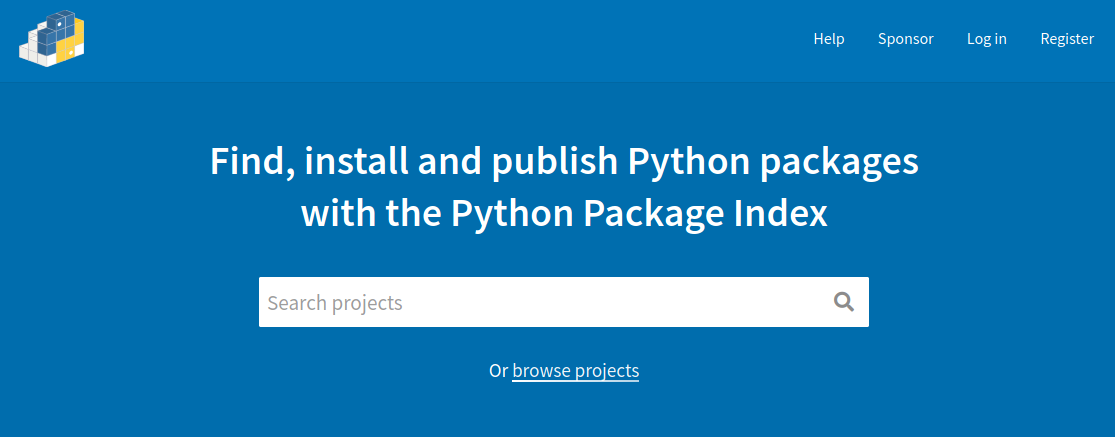 Help Sponsor Log in Register
Find, install and publish Python packages
with the Python Package Index
Search projects
Or browse projects